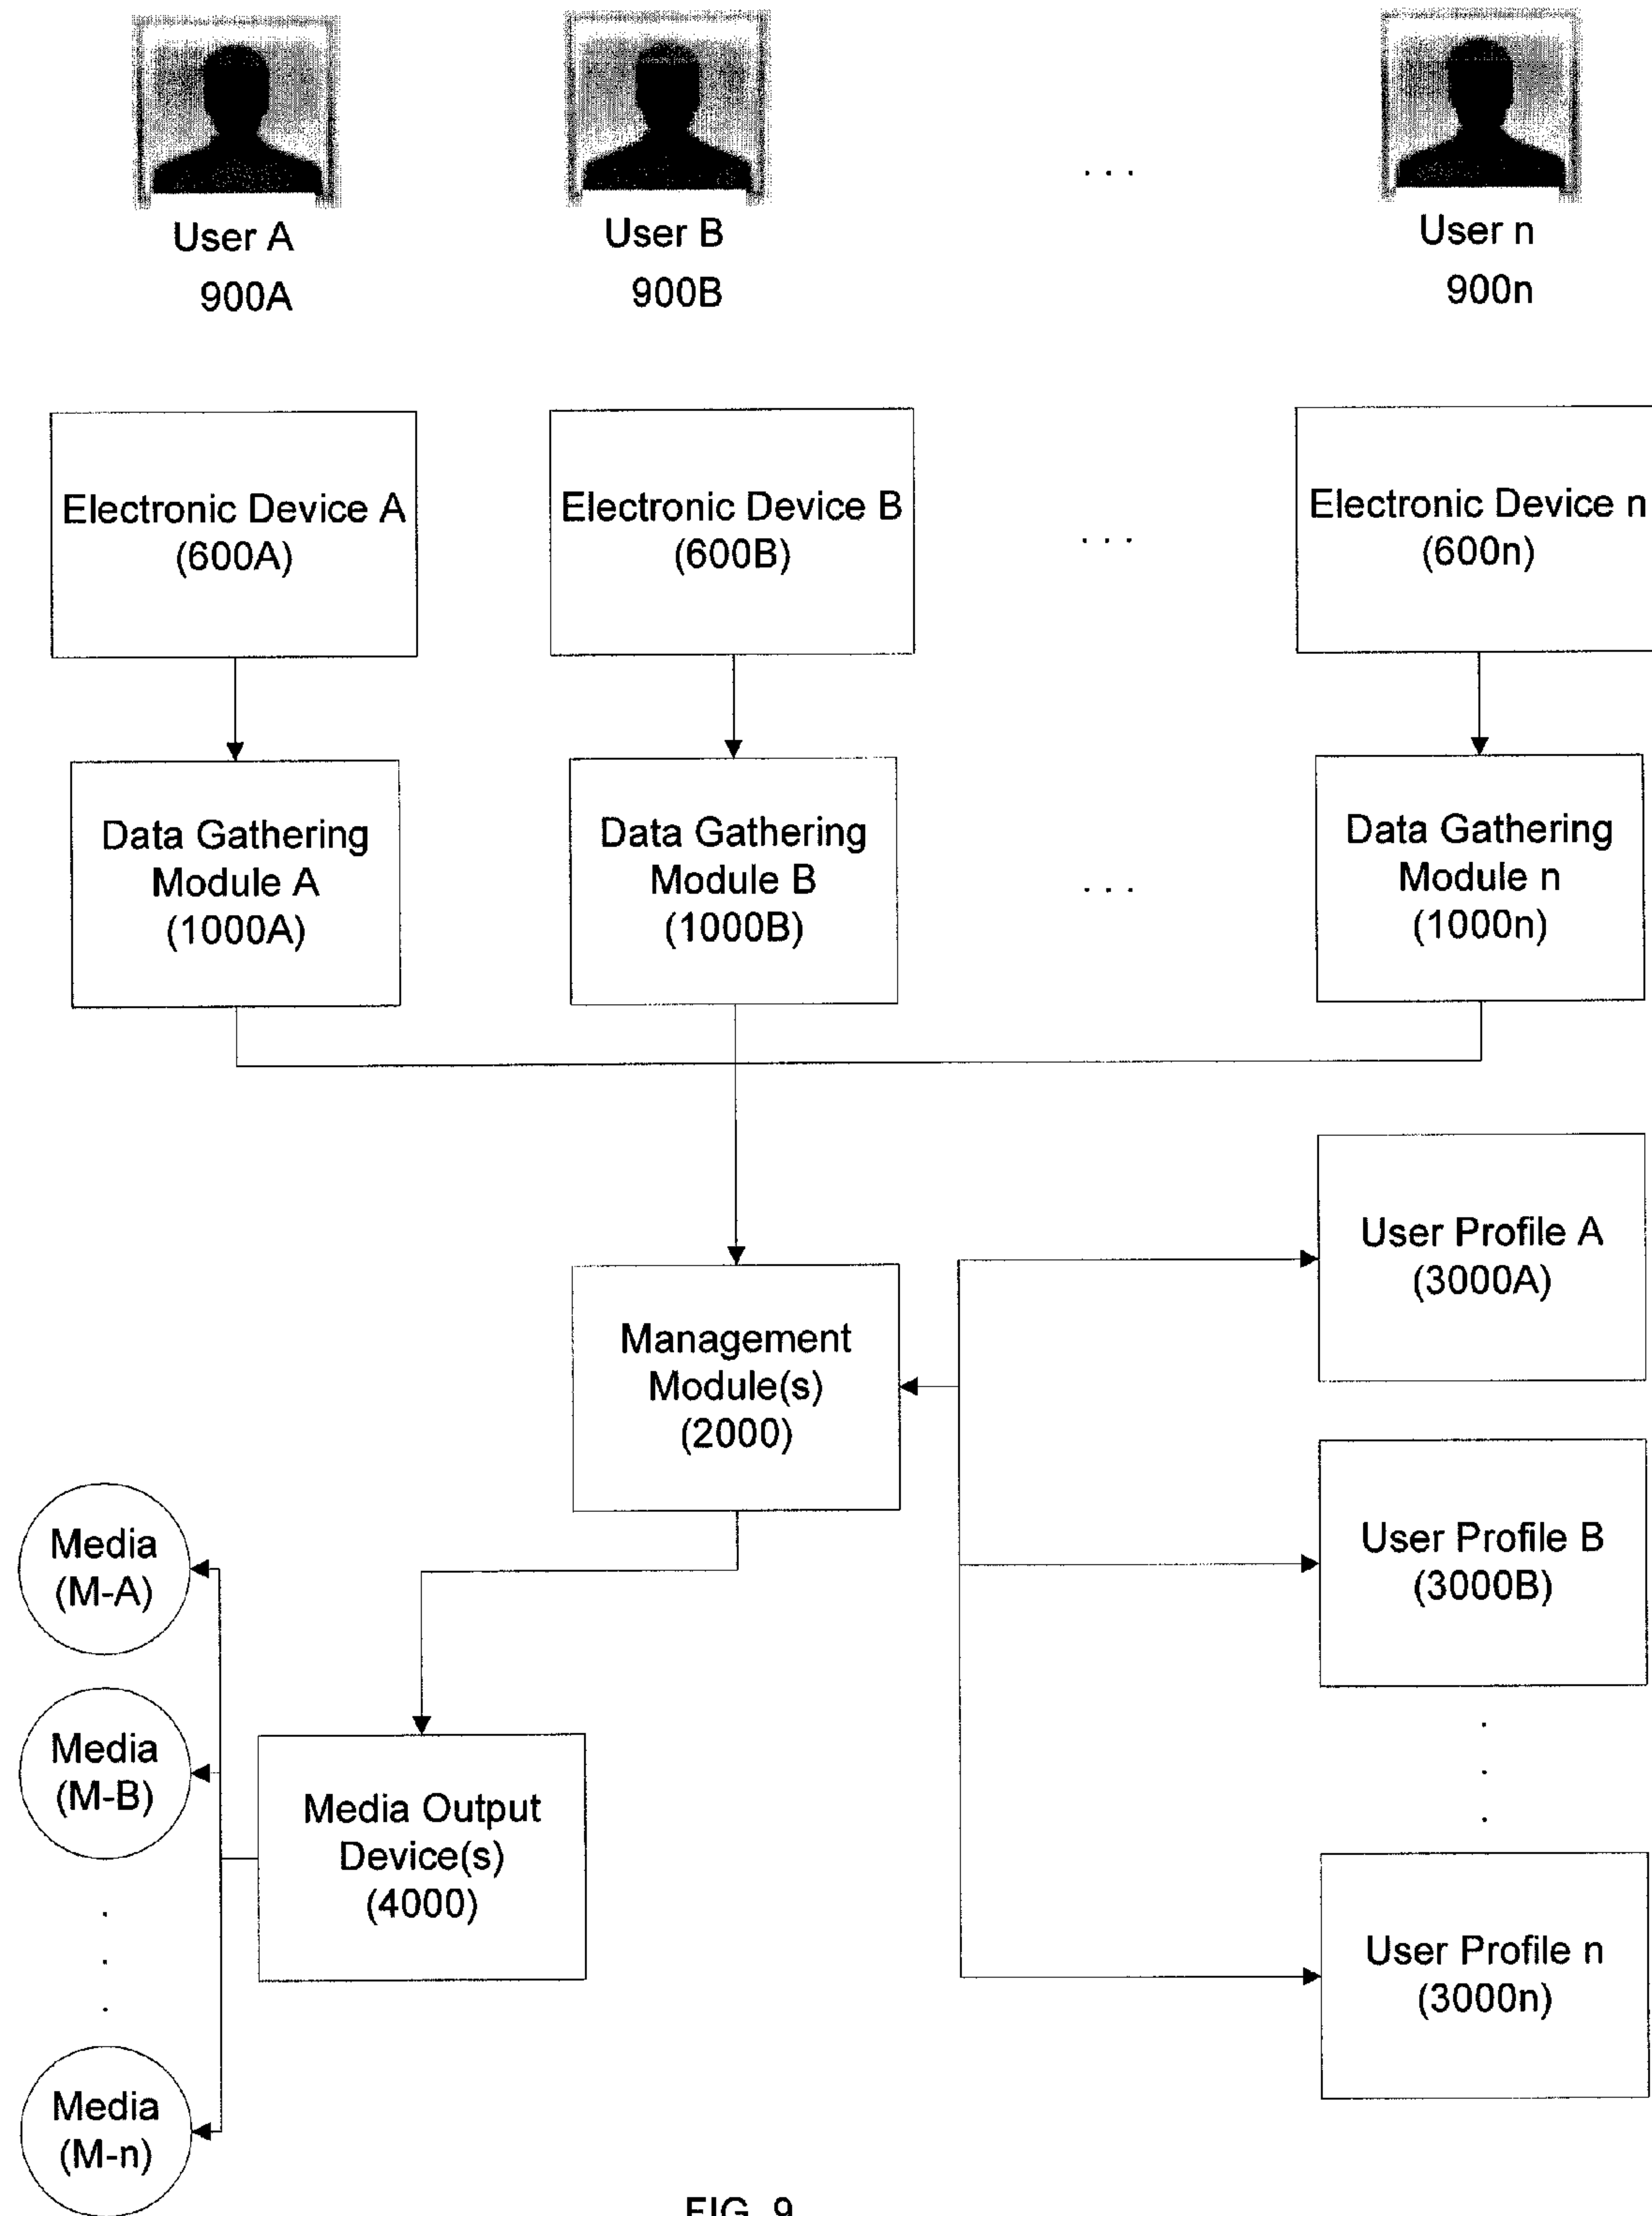 User A
900A
User B
900B
. . .
User n
900n
Electronic Device A
(600A)
Electronic Device B
(600B)
. . .
Electronic Device n
(600n)
Data Gathering
Module A
(1000A)
Data Gathering
Module B
(1000B)
. . .
Data Gathering
Module n
(1000n)
User Profile A
(3000A)
Management
Module(s)
(2000)
User Profile B
(3000B)
.
.
.
User Profile n
(3000n)
Media Output
Device(s)
(4000)
Media
(M-A)
Media
(M-B)
.
.
.
Media
(M-n)
FIG. 9